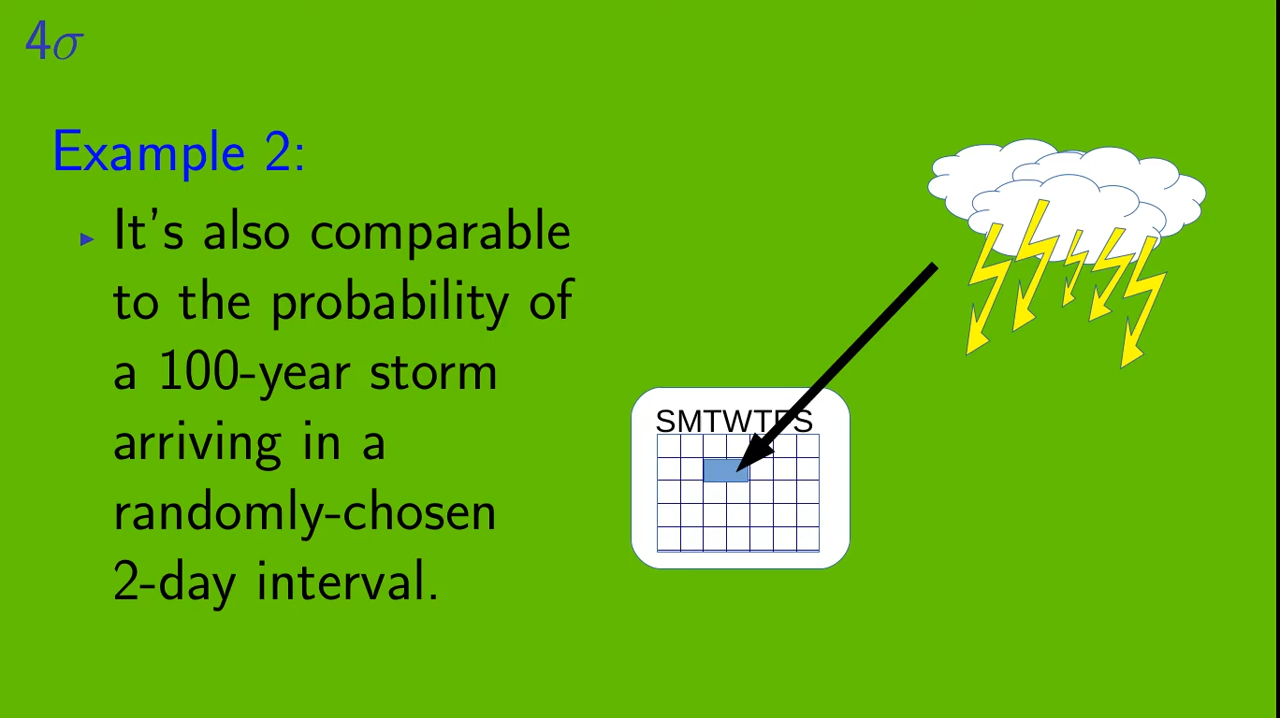 4σ
Example 2:
▸ It's also comparable
to the probability of
a 100-year storm
arriving in a
randomly-chosen
2-day interval.
SMTWTFS